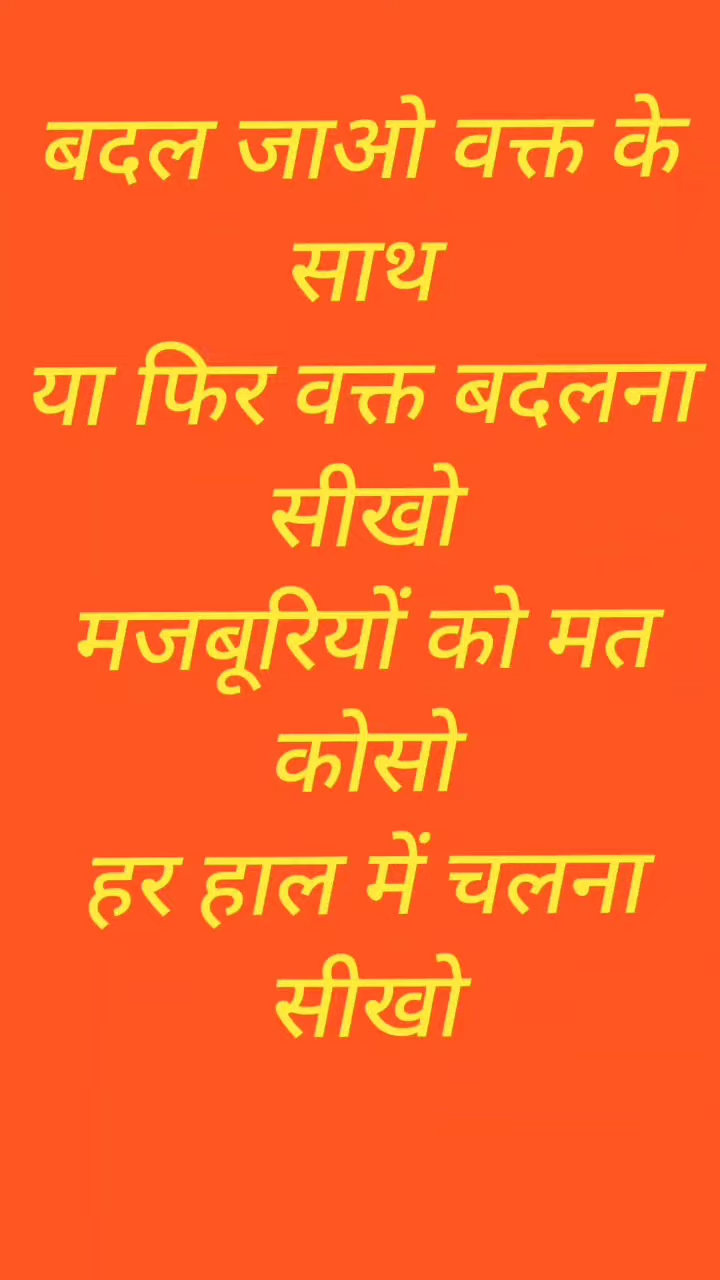 बदल जाओ वक्त के
साथ
या फिर वक्त बदलना
सीखो
मजबूरियों को मत
कोसो
हर हाल में चलना
सीखो